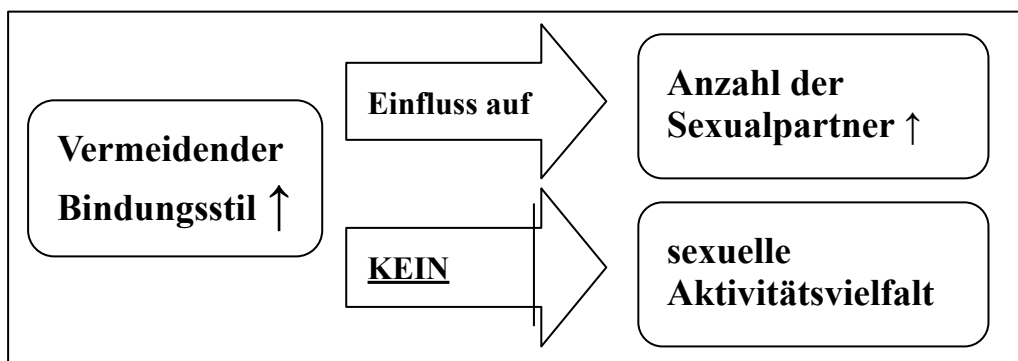 Vermeidender
Bindungsstil ↑
Einfluss auf
Anzahl der
Sexualpartner ↑
KEIN
sexuelle
Aktivitätsvielfalt